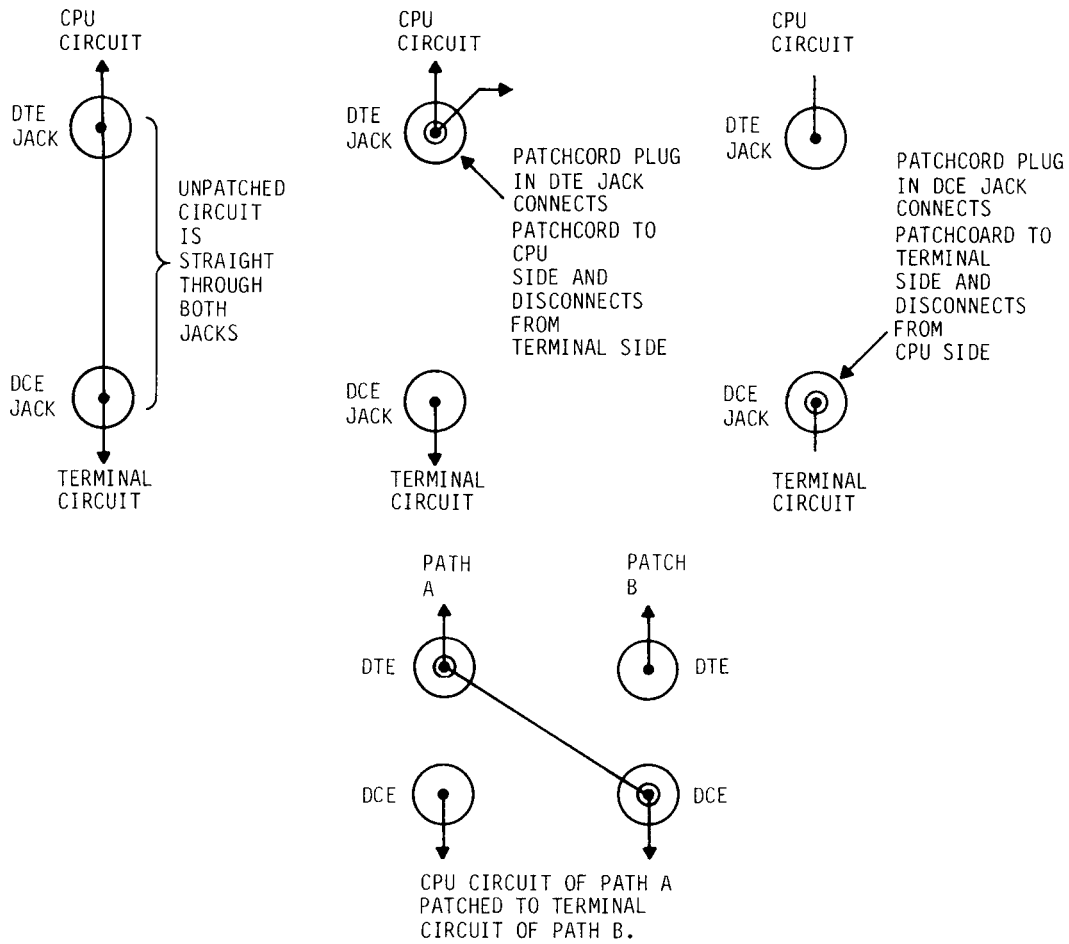 CPU
CIRCUIT
DTE
JACK
UNPATCHED
CIRCUIT
IS
STRAIGHT
THROUGH
BOTH
JACKS
DCE
JACK
TERMINAL
CIRCUIT
CPU
CIRCUIT
DTE
JACK
PATCHCORD PLUG
IN DTE JACK
CONNECTS
PATCHCORD TO
CPU
SIDE AND
DISCONNECTS
FROM
TERMINAL SIDE
DCE
JACK
TERMINAL
CIRCUIT
CPU
CIRCUIT
DTE
JACK
PATCHCORD PLUG
IN DCE JACK
CONNECTS
PATCHCOARD TO
TERMINAL
SIDE AND
DISCONNECTS
FROM
CPU SIDE
DCE
JACK
TERMINAL
CIRCUIT
PATH
A
PATCH
B
DTE
DTE
DCE
DCE
CPU CIRCUIT OF PATH A
PATCHED TO TERMINAL
CIRCUIT OF PATH B.